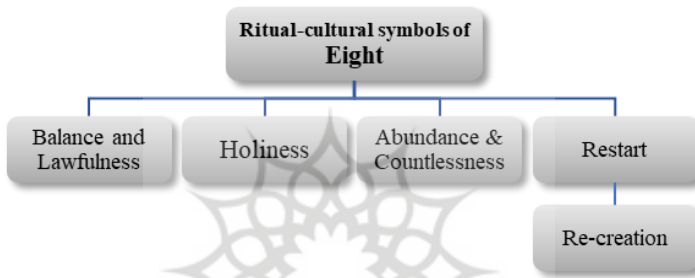 Ritual-cultural symbols of
Eight
Balance and
Lawfulness
Holiness
Abundance &
Countlessness
Restart
Re-creation